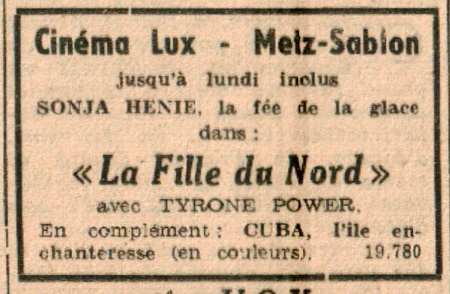 Cinéma Lux - Metz-Sablon
jusqu'à lundi inclus
SONJA HENIE, la fée de la glace
dans :
« La Fille du Nord »
avec TYRONE POWER.
En complément : CUBA, l'île en-
chanteresse (en couleurs). 19.780